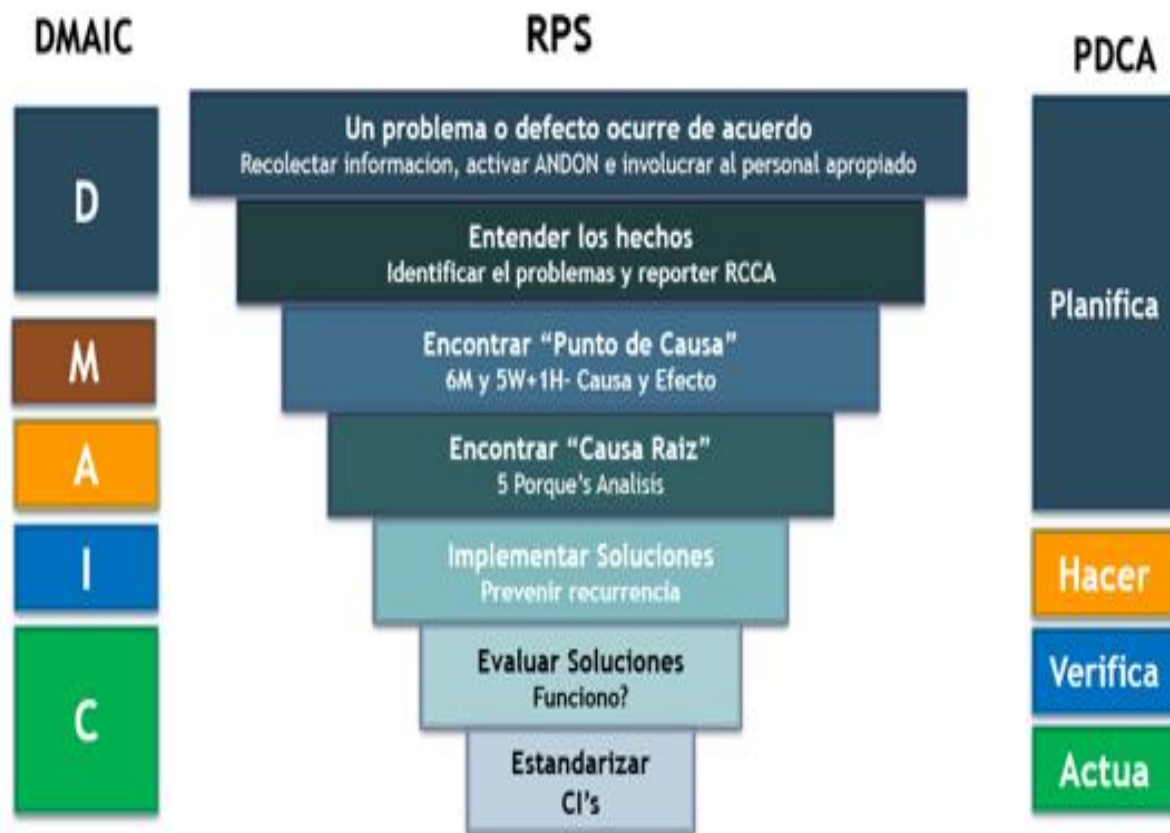 DMAIC
D
M
A
I
C
RPS
Un problema o defecto ocurre de acuerdo
Recolectar informacion, activar ANDON e involucrar al personal apropiado
Entender los hechos
Identificar el problemas y reporter RCCA
Encontrar “Punto de Causa”
6M y 5W+1H- Causa y Efecto
Encontrar “Causa Raiz”
5 Porque's Analisis
Implementar Soluciones
Prevenir recurrencia
Evaluar Soluciones
Funciono?
Estandarizar
CI's
PDCA
Planifica
Hacer
Verifica
Actua